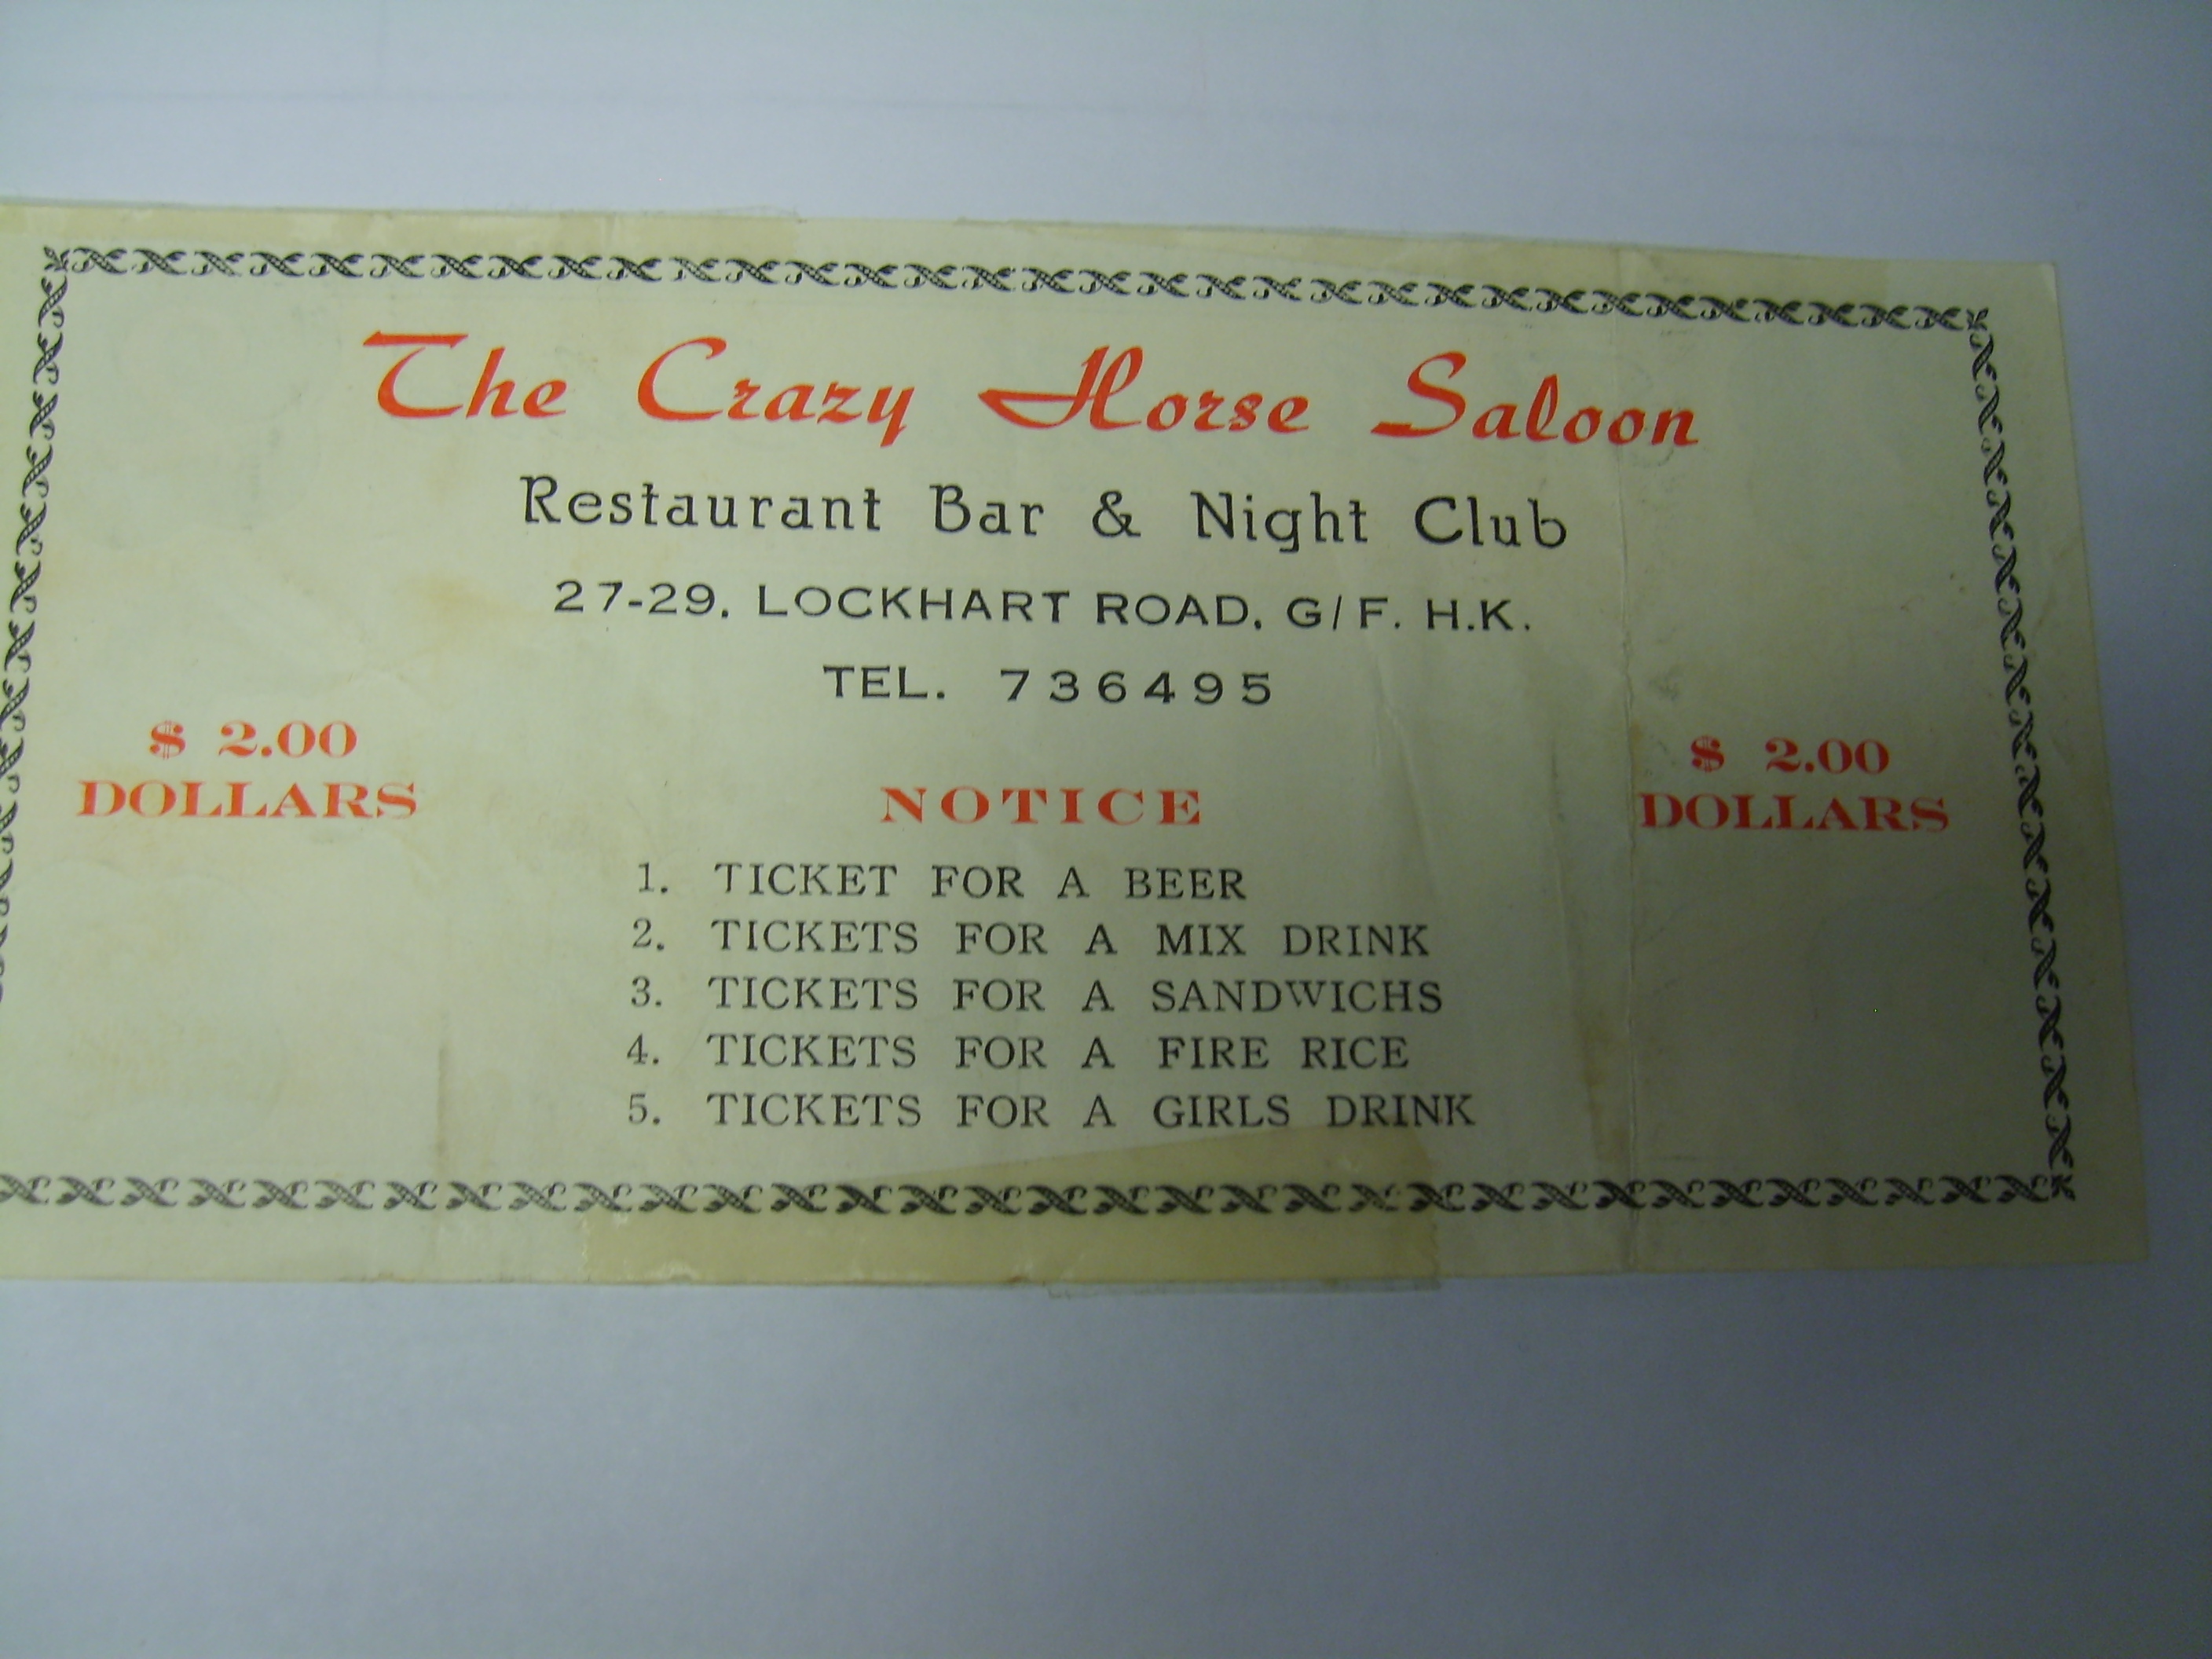 The Crazy Horse Saloon
Restaurant Bar & Night Club
27-29, LOCKHART ROAD, G/F. H.K.
TEL. 736495
$ 2.00
DOLLARS
$ 2.00
DOLLARS
NOTICE
1. TICKET FOR A BEER
2. TICKETS FOR A MIX DRINK
3. TICKETS FOR A SANDWICHS
4. TICKETS FOR A FIRE RICE
5. TICKETS FOR A GIRLS DRINK